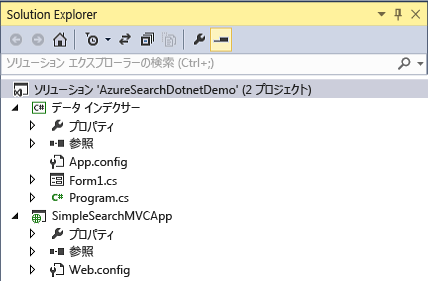 Solution Explorer
ソリューション エクスプローラーの検索 (Ctrl+;)
ソリューション 'AzureSearchDotnetDemo' (2 プロジェクト)
C# データ インデクサー
プロパティ
参照
App.config
Form1.cs
C# Program.cs
SimpleSearchMVCApp
プロパティ
参照
Web.config